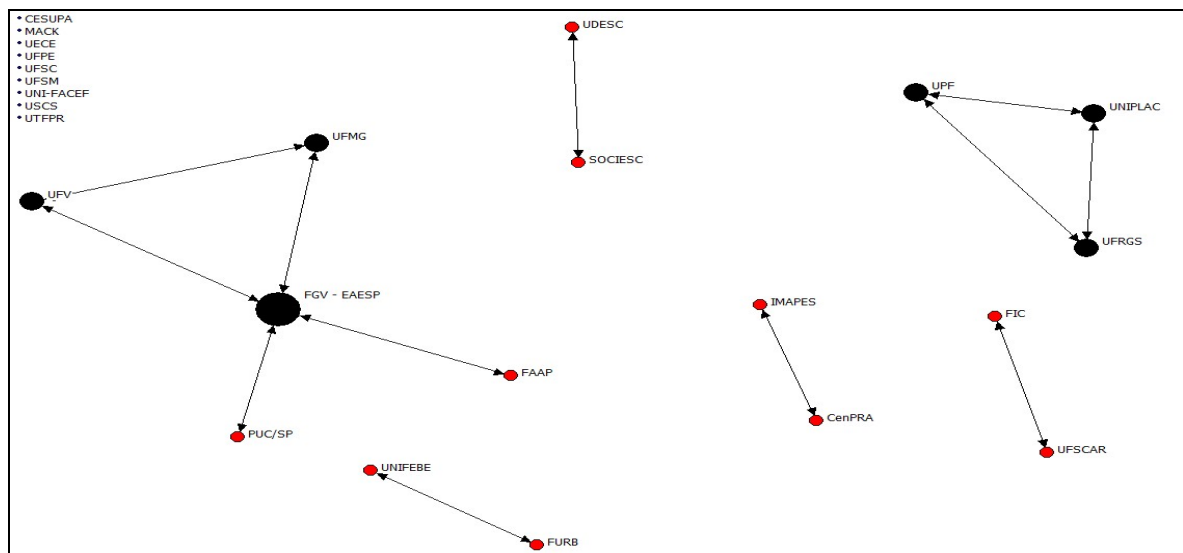 CESUPA
MACK
UECE
UFPE
UFSC
UFSM
UNI-FACEF
USCS
UTFPR
UDESC
UPF
UNIPLAC
UFMG
SOCIESC
UFV
UFRGS
FGV - EAESP
IMAPES
FIC
FAAP
CenPRA
PUC/SP
UFSCAR
UNIFEBE
FURB